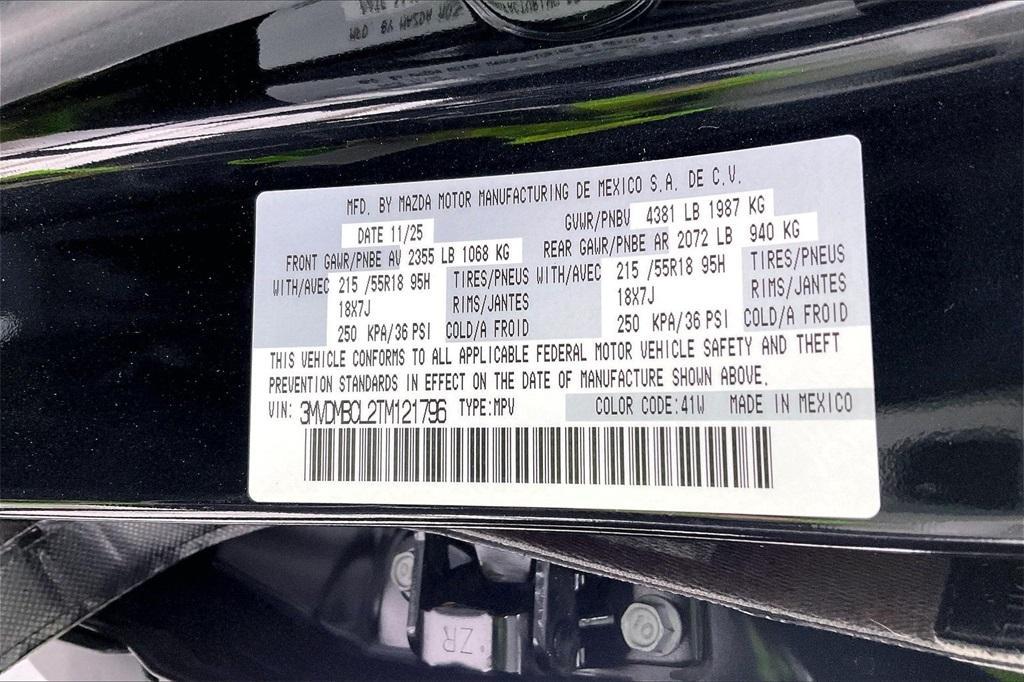 MFD. BY MAZDA MOTOR MANUFACTURING DE MEXICO S.A. DE C.V.
DATE 11/25 GVWR/PNBV 4381 LB 1987 KG
FRONT GAWR/PNBE AV 2355 LB 1068 KG REAR GAWR/PNBE AR 2072 LB 940 KG
WITH/AVEC 215 /55R18 95H TIRES/PNEUS WITH/AVEC 215 /55R18 95H TIRES/PNEUS
18X7J RIMS/JANTES 18X7J RIMS/JANTES
250 KPA/36 PSI COLD/A FROID 250 KPA/36 PSI COLD/A FROID
THIS VEHICLE CONFORMS TO ALL APPLICABLE FEDERAL MOTOR VEHICLE SAFETY AND THEFT
PREVENTION STANDARDS IN EFFECT ON THE DATE OF MANUFACTURE SHOWN ABOVE.
VIN: 3MVDMBCL2TM121796 TYPE:MPV COLOR CODE:41W MADE IN MEXICO
ZR